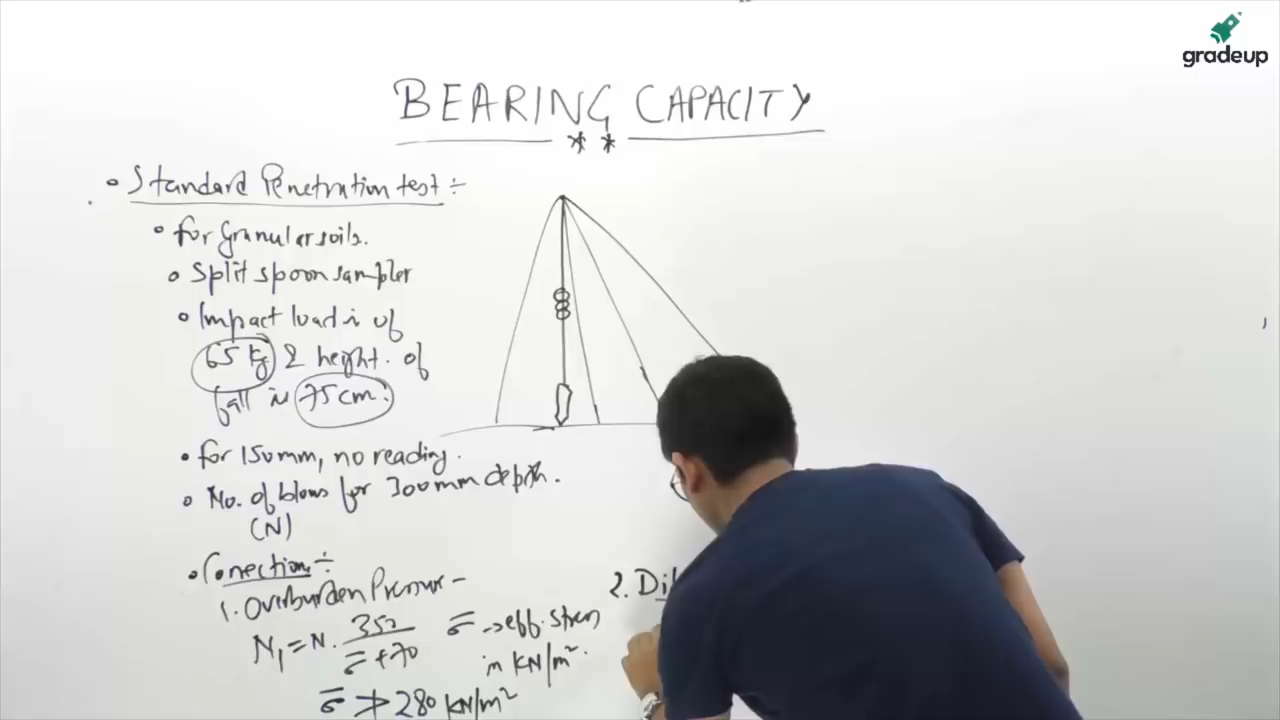 gradeup
BEARING CAPACITY
**
• Standard Penetration test ÷
• for granular soils.
• Split spoon sampler
• Impact load is of
65 kg & height of
fall is 75 cm.
• for 150mm, no reading.
• No. of blows for 300mm depth.
(N)
• Correction ÷
1. Overburden Pressure -
N₁ = N. 350 / σ̄ + 70
σ̄ → eff. stress
in KN/m².
σ̄ ≯ 280 KN/m²
2. Dil